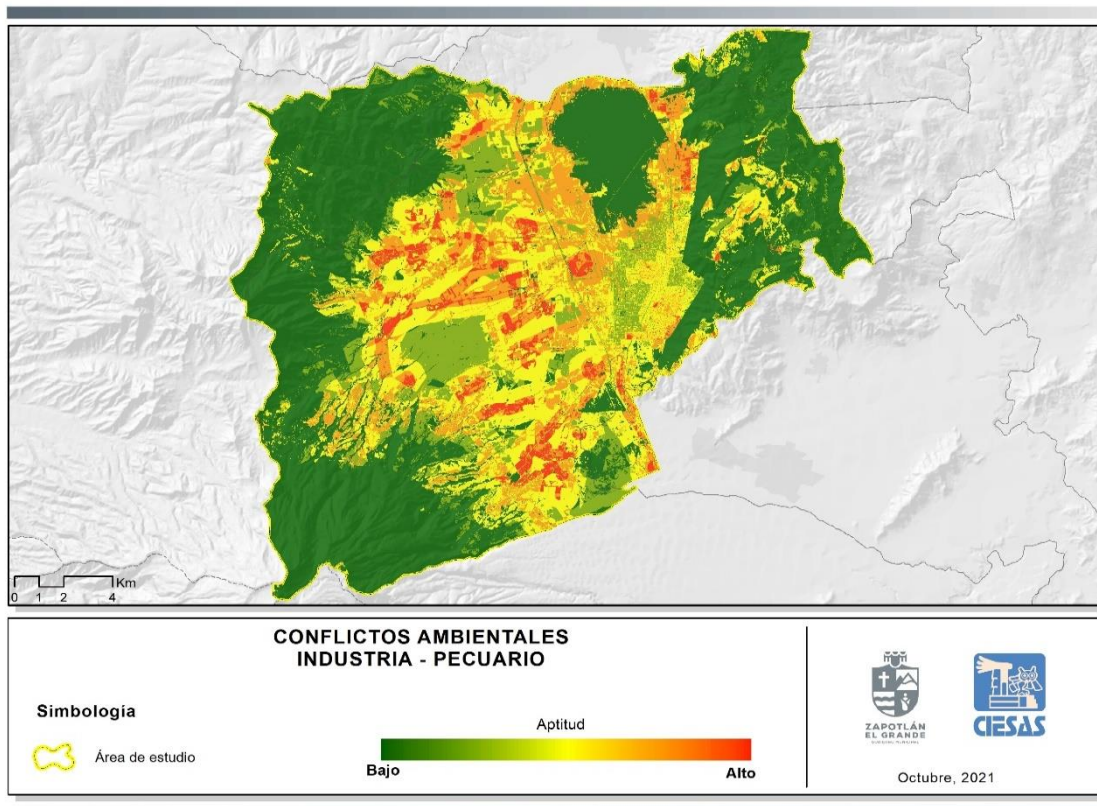 Km
0 1 2 4
CONFLICTOS AMBIENTALES
INDUSTRIA - PECUARIO
Simbología
Área de estudio
Aptitud
Bajo
Alto
ZAPOTLÁN
EL GRANDE
CIESAS
Octubre, 2021